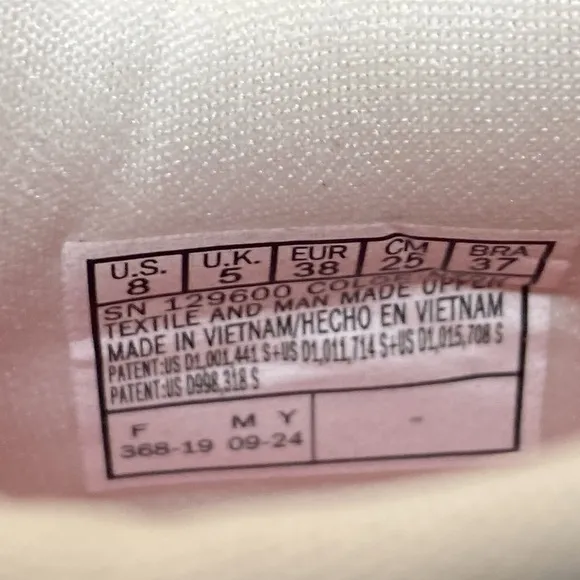 U.S. U.K. EUR CM BRA
8 5 38 25 37
SN 129600
TEXTILE AND MAN MADE UPPER
MADE IN VIETNAM/HECHO EN VIETNAM
PATENT:US D1,001,441 S+US D1,011,714 S+US D1,015,708 S
PATENT:US D998,318 S
F M Y
368-19 09-24 -